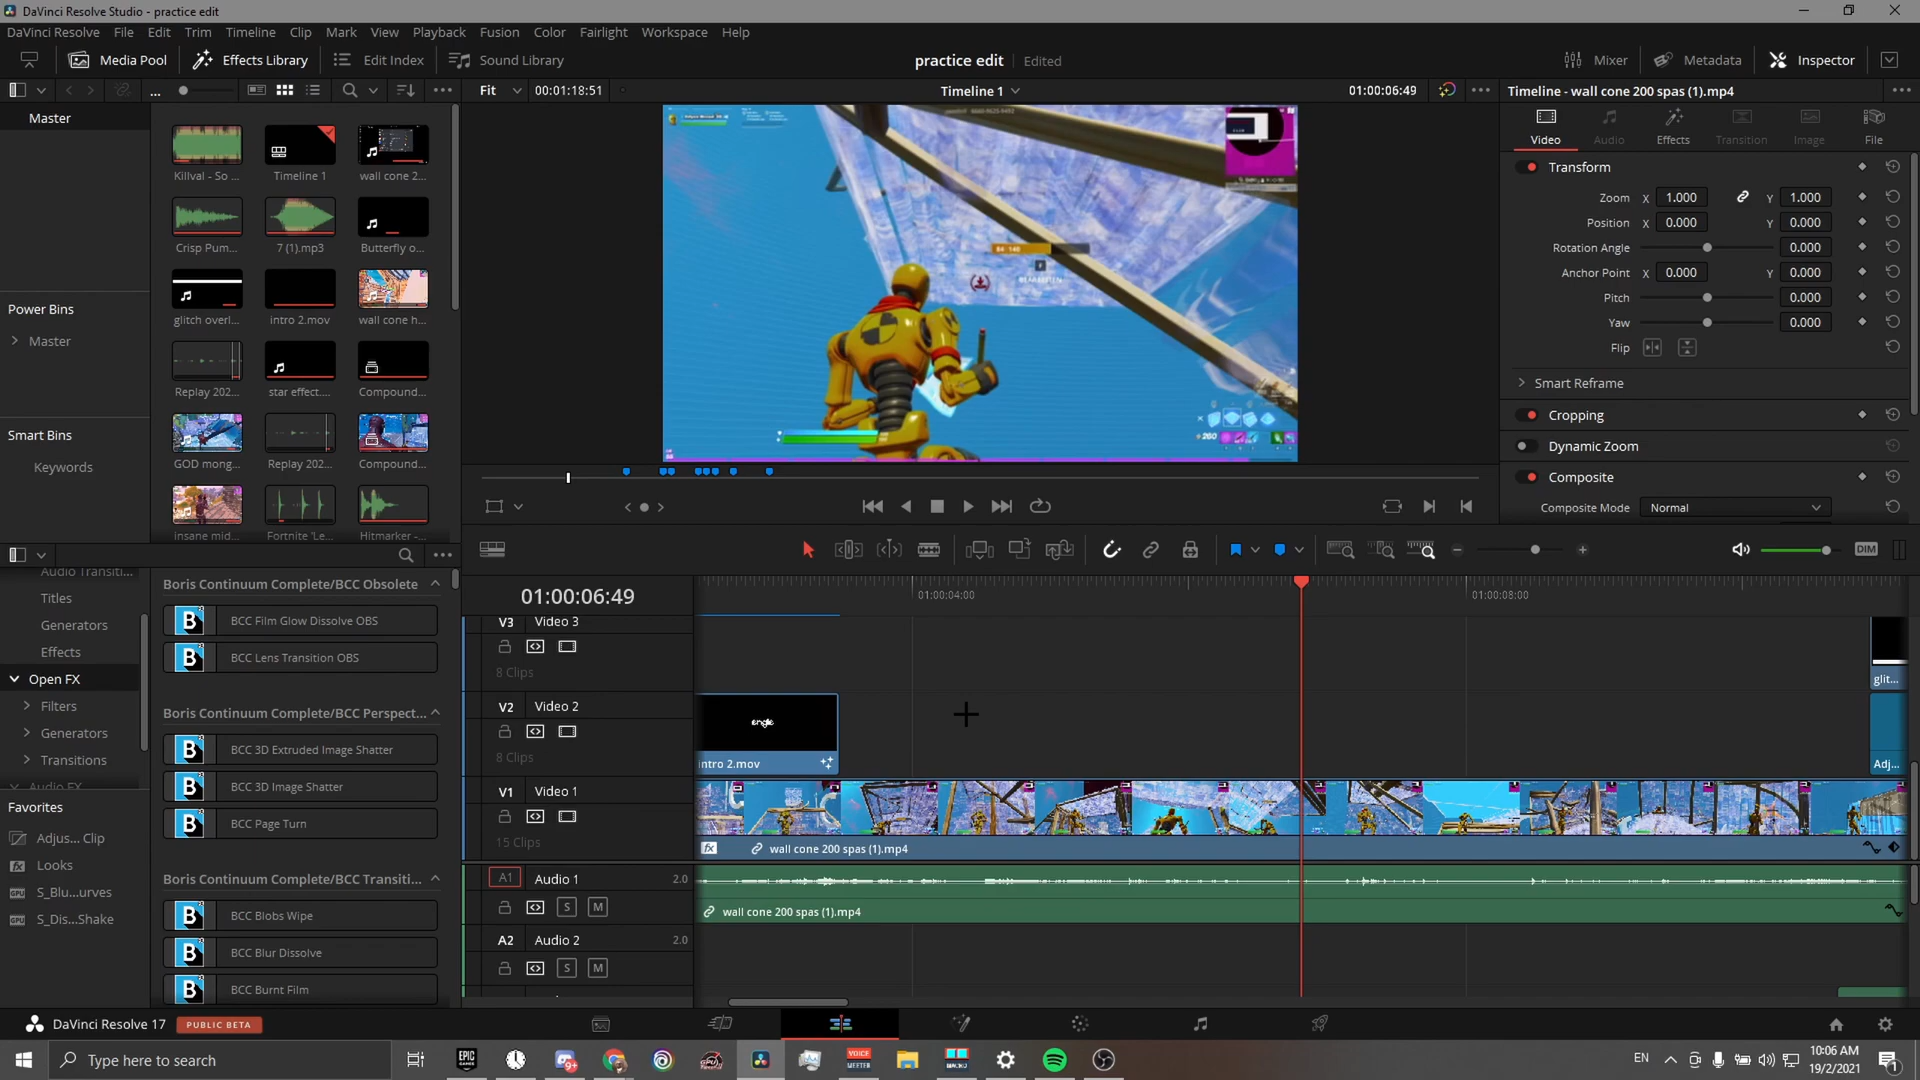 DaVinci Resolve Studio - practice edit
DaVinci Resolve File Edit Trim Timeline Clip Mark View Playback Fusion Color Fairlight Workspace Help
Media Pool Effects Library Edit Index Sound Library practice edit Edited Mixer Metadata Inspector
... Fit 00:01:18:51 Timeline 1 01:00:06:49 Timeline - wall cone 200 spas (1).mp4
Video Audio Effects Transition Image File
Master
Power Bins
Master
Smart Bins
Keywords
Killval - So ... Timeline 1 wall cone 2...
Crisp Pum... 7 (1).mp3 Butterfly o...
glitch overl... intro 2.mov wall cone h...
Replay 202... star effect.... Compound...
GOD mong... Replay 202... Compound...
insane mid... Fortnite 'Le... Hitmarker -...
Transform
Zoom X 1.000 Y 1.000
Position X 0.000 Y 0.000
Rotation Angle 0.000
Anchor Point X 0.000 Y 0.000
Pitch 0.000
Yaw 0.000
Flip
Smart Reframe
Cropping
Dynamic Zoom
Composite
Composite Mode Normal
DIM
Audio Transiti...
Titles
Generators
Effects
Open FX
Filters
Generators
Transitions
Audio FX
Favorites
Adjus... Clip
Looks
S_Blu...urves
S_Dis...Shake
Boris Continuum Complete/BCC Obsolete
BCC Film Glow Dissolve OBS
BCC Lens Transition OBS
Boris Continuum Complete/BCC Perspect...
BCC 3D Extruded Image Shatter
BCC 3D Image Shatter
BCC Page Turn
Boris Continuum Complete/BCC Transiti...
BCC Blobs Wipe
BCC Blur Dissolve
BCC Burnt Film
01:00:06:49 01:00:04:00 01:00:08:00
V3 Video 3
8 Clips
glit...
V2 Video 2
8 Clips
intro 2.mov
Adj...
V1 Video 1
15 Clips
fx wall cone 200 spas (1).mp4
A1 Audio 1 2.0
S M
wall cone 200 spas (1).mp4
A2 Audio 2 2.0
S M
DaVinci Resolve 17 PUBLIC BETA
Type here to search
EPIC GAMES
VOICE MEETER
MACRO
EN
10:06 AM
19/2/2021